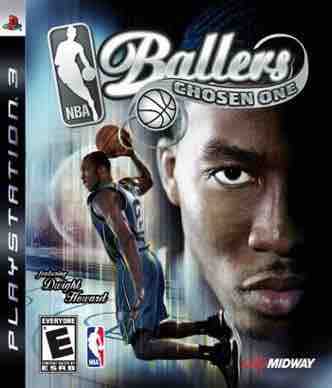 PLAYSTATION 3
NBA
Ballers
CHOSEN ONE
featuring
Dwight
Howard
EVERYONE
E
ESRB
NBA
MIDWAY